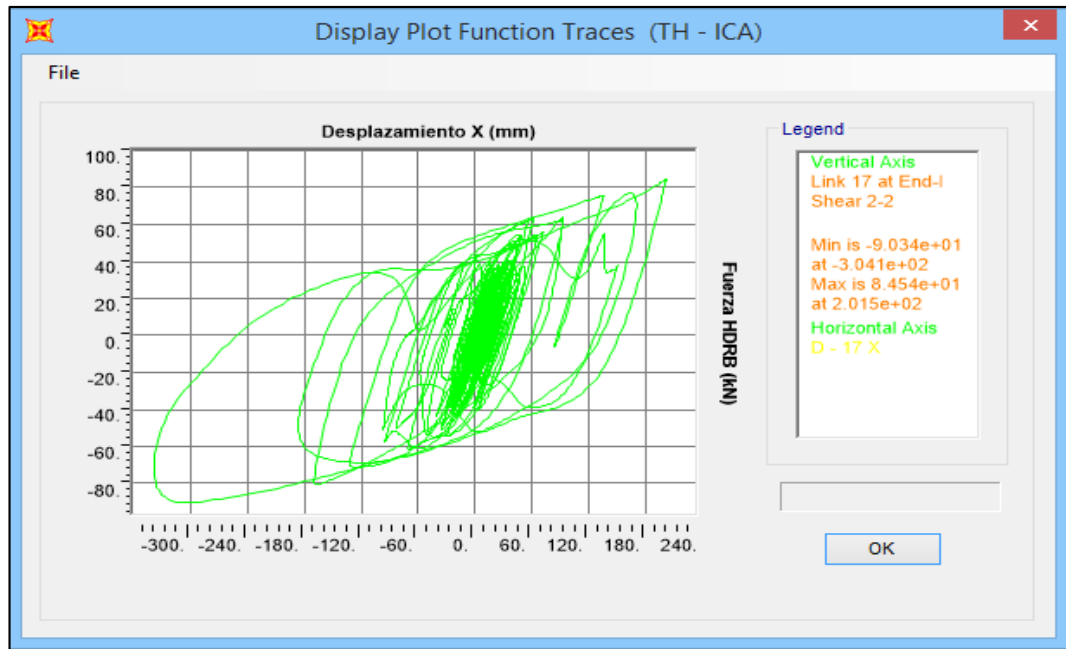 Display Plot Function Traces (TH - ICA)
File
Desplazamiento X (mm)
100.
80.
60.
40.
20.
0.
-20.
-40.
-60.
-80.
-300. -240. -180. -120. -60. 0. 60. 120. 180. 240.
Fuerza HDRB (kN)
Legend
Vertical Axis
Link 17 at End-I
Shear 2-2
Min is -9.034e+01
at -3.041e+02
Max is 8.454e+01
at 2.015e+02
Horizontal Axis
D - 17 X
OK